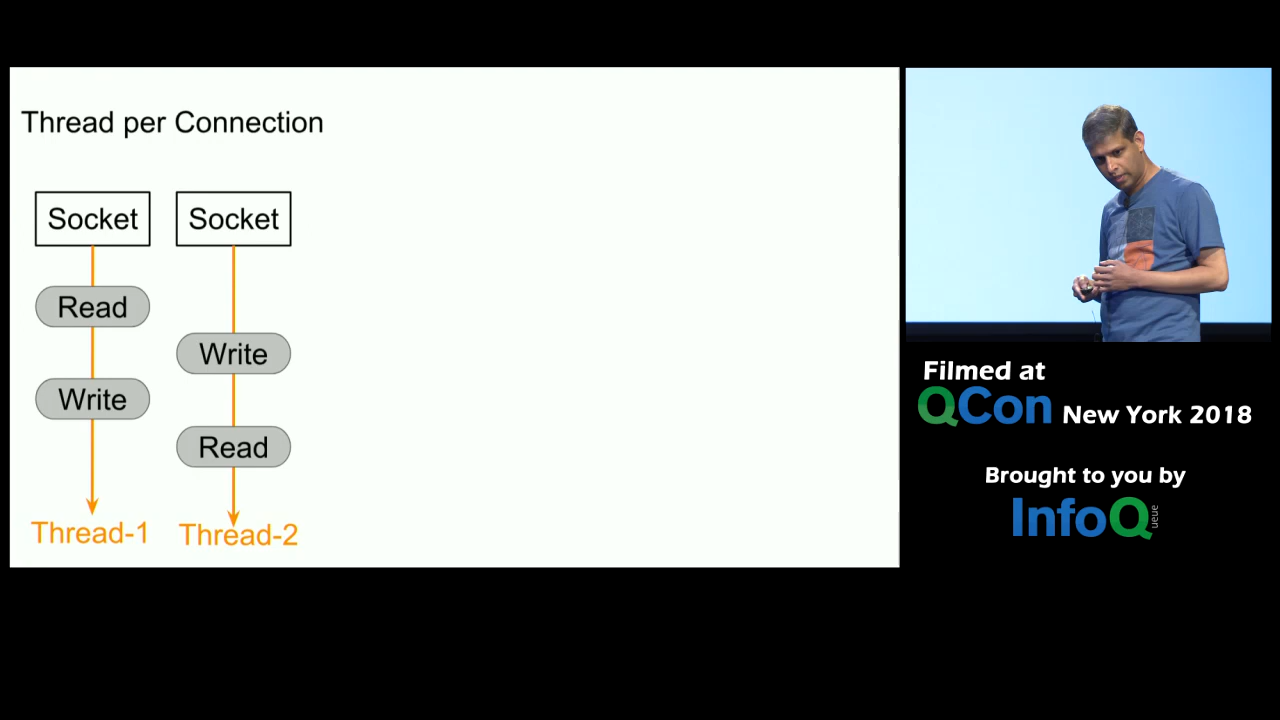 Thread per Connection
Socket Socket
Read
Write
Write
Read
Thread-1 Thread-2
Filmed at
QCon New York 2018
Brought to you by
InfoQ
ueue